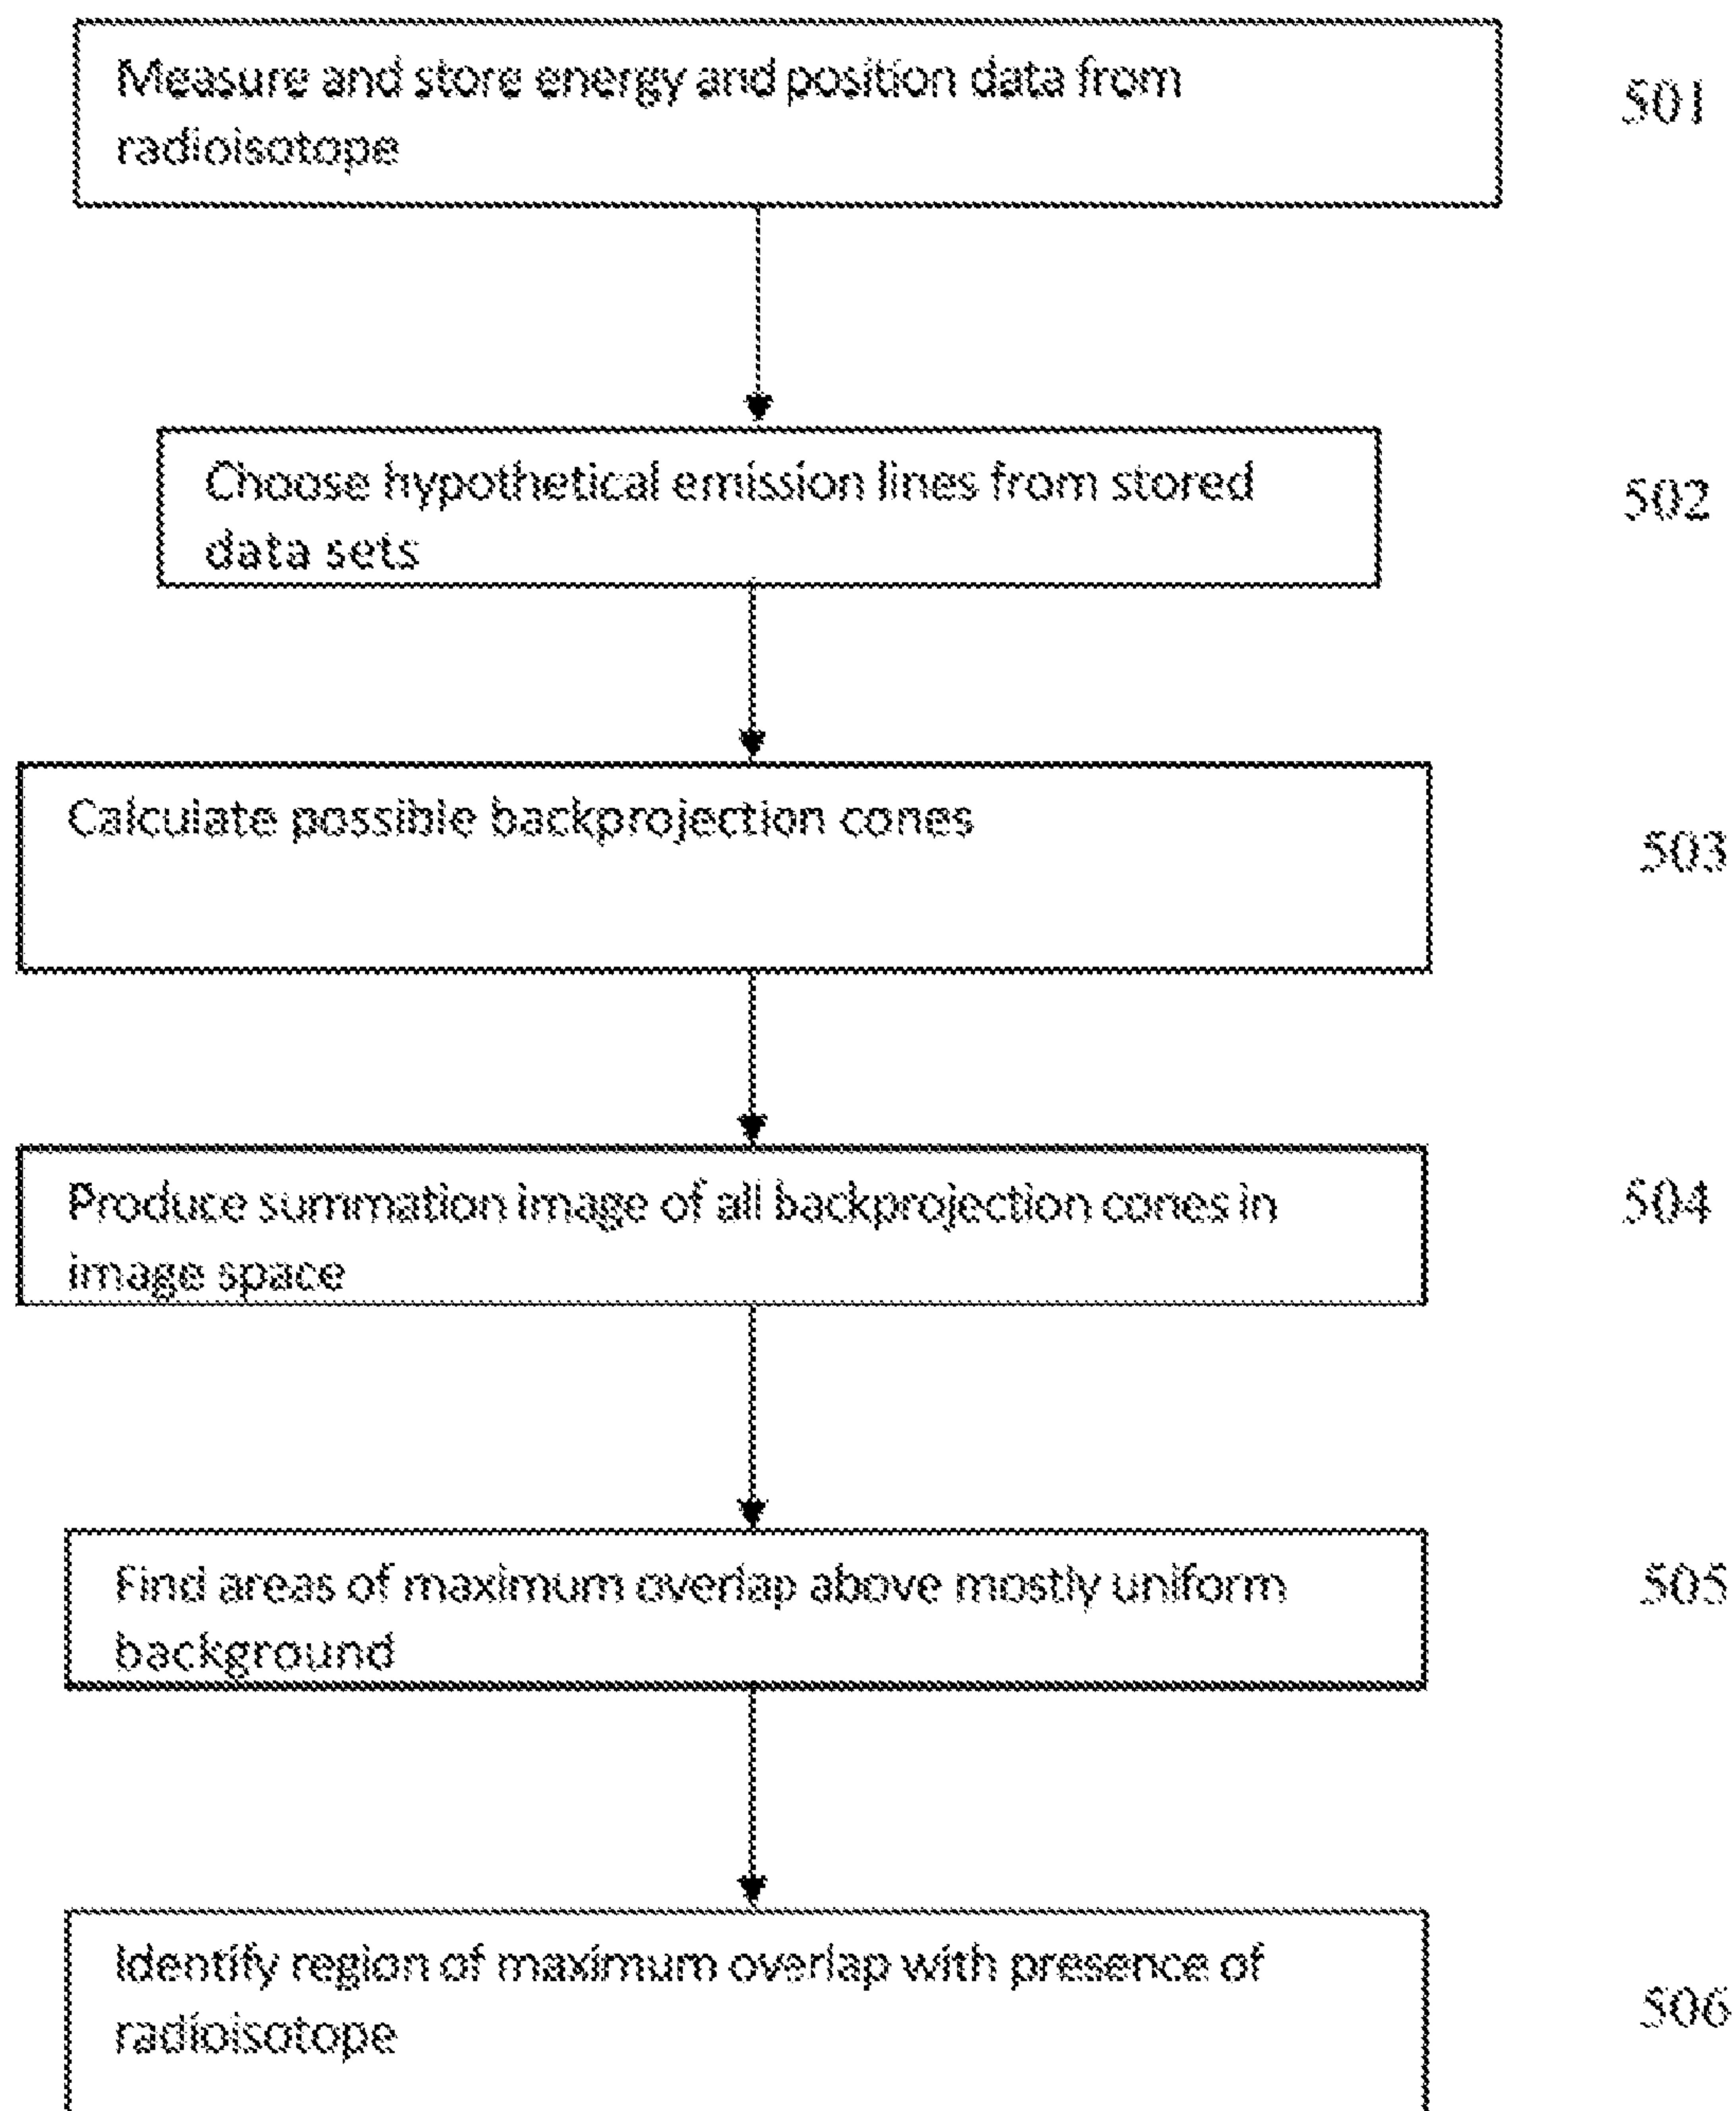 Measure and store energy and position data from
radioisotope
501
Choose hypothetical emission lines from stored
data sets
502
Calculate possible backprojection cones
503
Produce summation image of all backprojection cones in
image space
504
Find areas of maximum overlap above mostly uniform
background
505
Identify region of maximum overlap with presence of
radioisotope
506